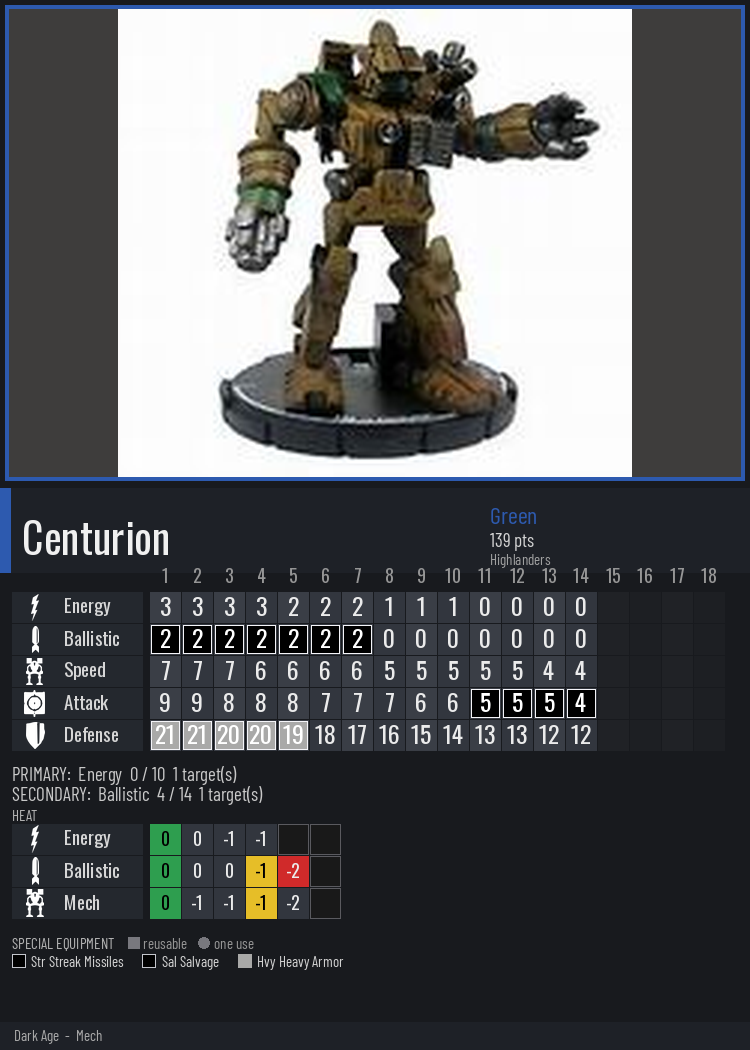 Centurion
Green
139 pts
Highlanders
1 2 3 4 5 6 7 8 9 10 11 12 13 14 15 16 17 18
Energy 3 3 3 3 2 2 2 1 1 1 0 0 0 0
Ballistic 2 2 2 2 2 2 2 0 0 0 0 0 0 0
Speed 7 7 7 6 6 6 6 5 5 5 5 5 4 4
Attack 9 9 8 8 8 7 7 7 6 6 5 5 5 4
Defense 21 21 20 20 19 18 17 16 15 14 13 13 12 12
PRIMARY: Energy 0 / 10 1 target(s)
SECONDARY: Ballistic 4 / 14 1 target(s)
HEAT
Energy 0 0 -1 -1
Ballistic 0 0 0 -1 -2
Mech 0 -1 -1 -1 -2
SPECIAL EQUIPMENT reusable one use
Str Streak Missiles Sal Salvage Hvy Heavy Armor
Dark Age - Mech